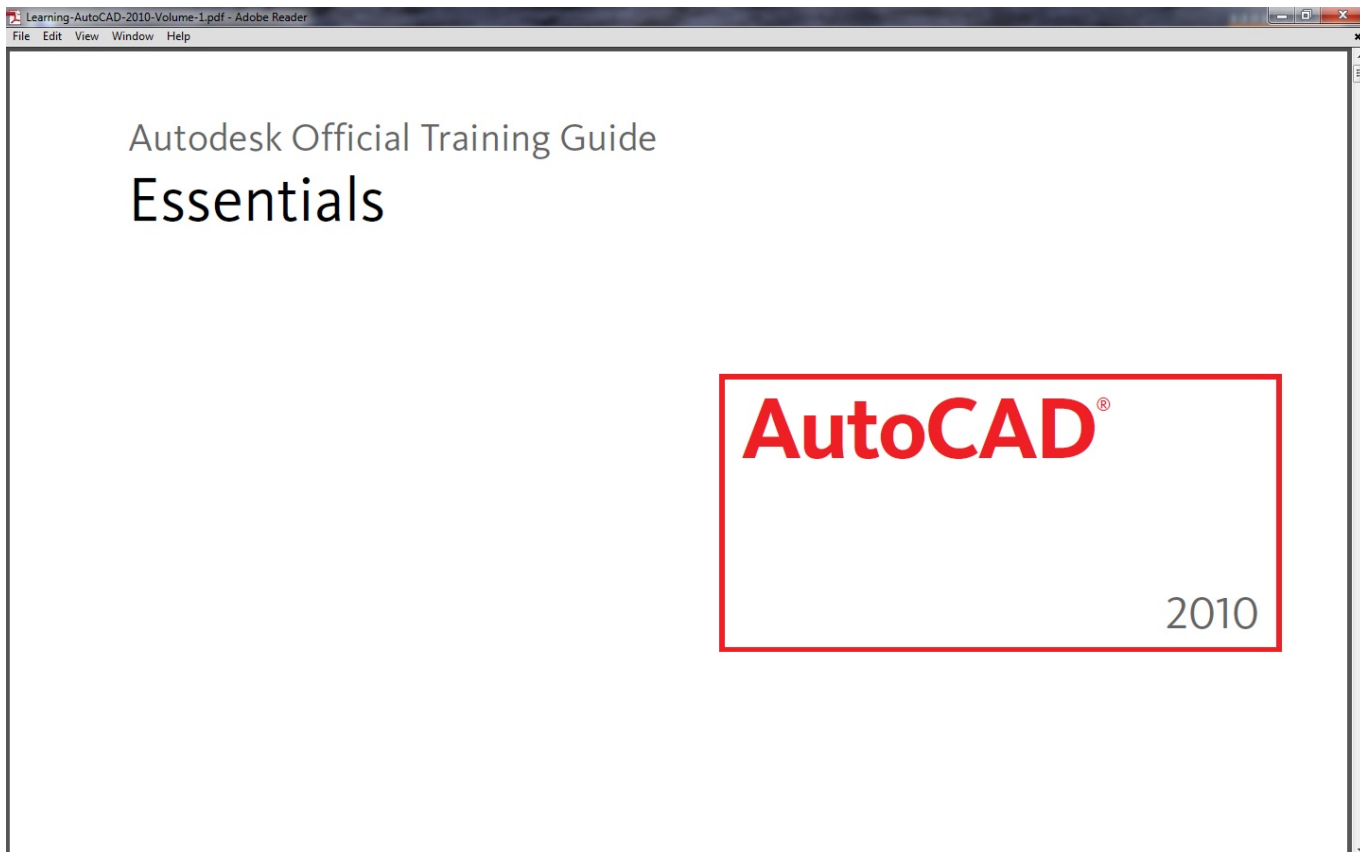 Learning-AutoCAD-2010-Volume-1.pdf - Adobe Reader
File Edit View Window Help
Autodesk Official Training Guide
Essentials
AutoCAD®
2010